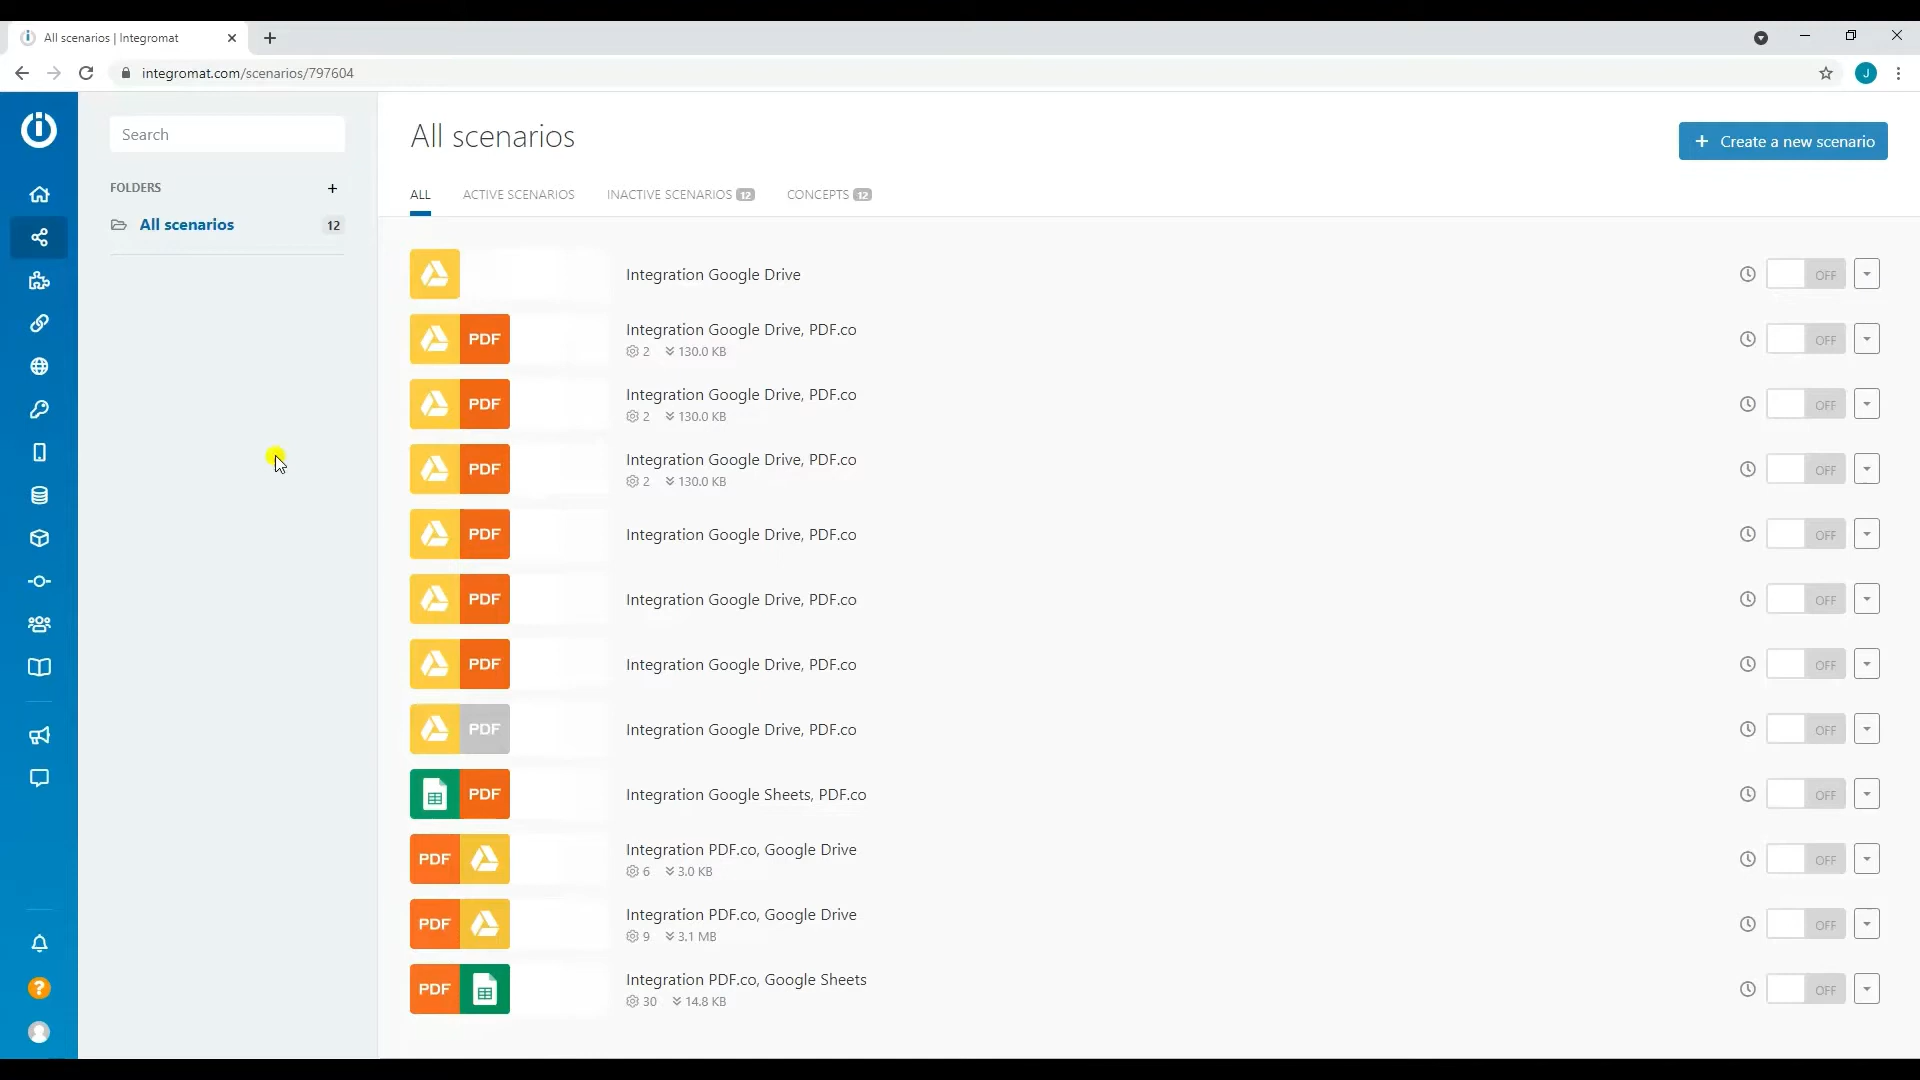 All scenarios | Integromat
integromat.com/scenarios/797604
J
Search
FOLDERS
All scenarios 12
All scenarios
+ Create a new scenario
ALL ACTIVE SCENARIOS INACTIVE SCENARIOS 12 CONCEPTS 12
Integration Google Drive OFF
PDF Integration Google Drive, PDF.co OFF
2 130.0 KB
PDF Integration Google Drive, PDF.co OFF
2 130.0 KB
PDF Integration Google Drive, PDF.co OFF
2 130.0 KB
PDF Integration Google Drive, PDF.co OFF
PDF Integration Google Drive, PDF.co OFF
PDF Integration Google Drive, PDF.co OFF
PDF Integration Google Drive, PDF.co OFF
PDF Integration Google Sheets, PDF.co OFF
PDF Integration PDF.co, Google Drive OFF
6 3.0 KB
PDF Integration PDF.co, Google Drive OFF
9 3.1 MB
PDF Integration PDF.co, Google Sheets OFF
30 14.8 KB
?